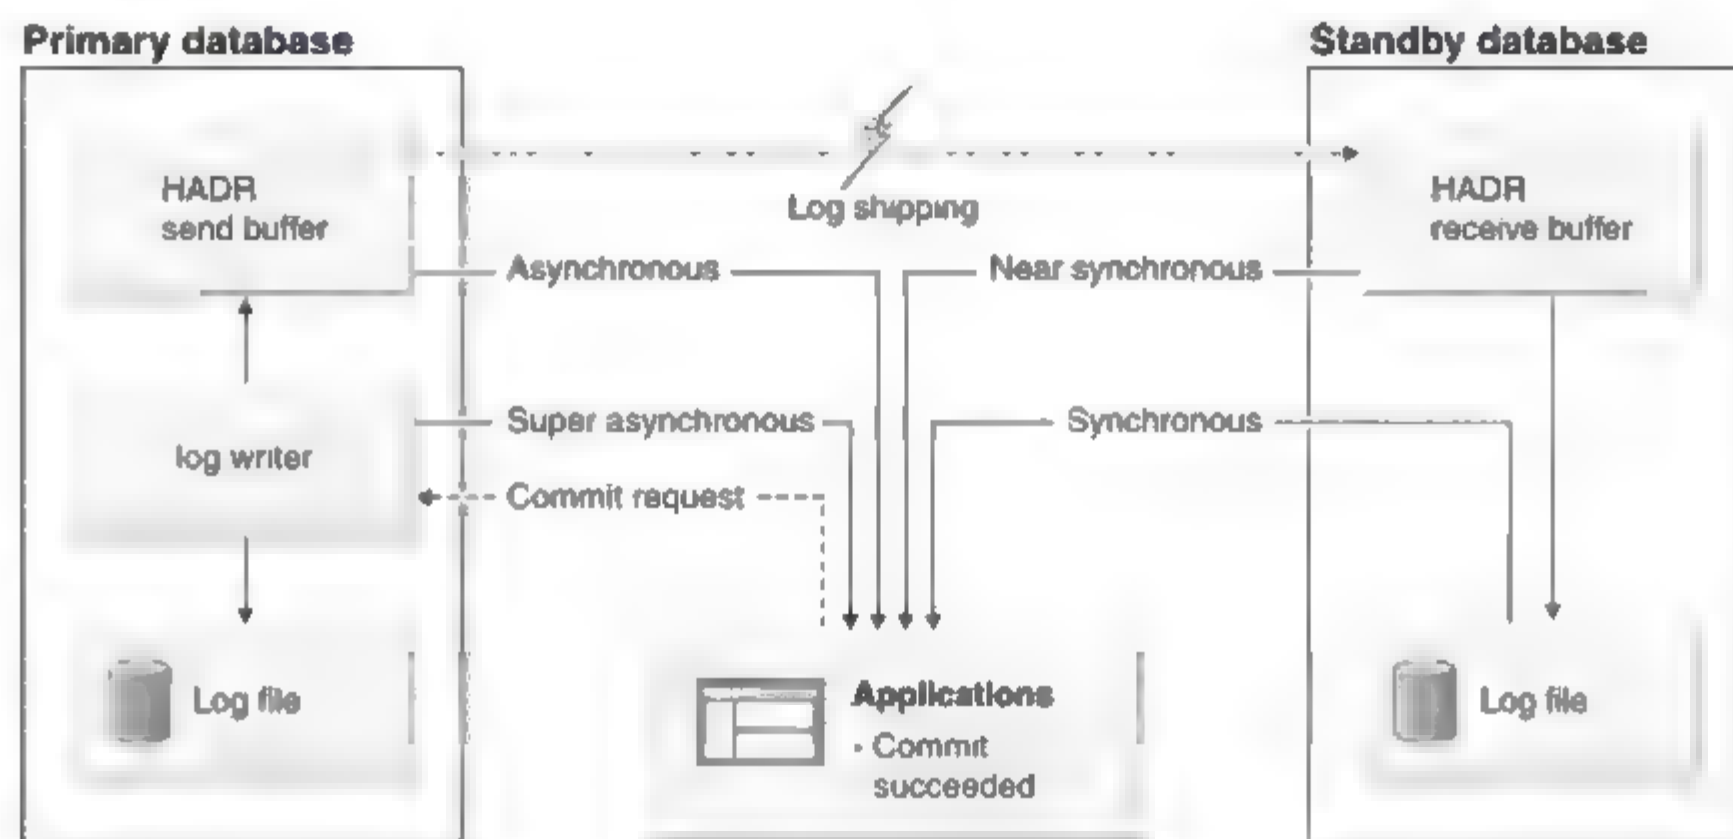 Primary database
Standby database
HADR
send buffer
Log shipping
HADR
receive buffer
Asynchronous
Near synchronous
Super asynchronous
Synchronous
log writer
Commit request
Log file
Applications
• Commit
succeeded
Log file